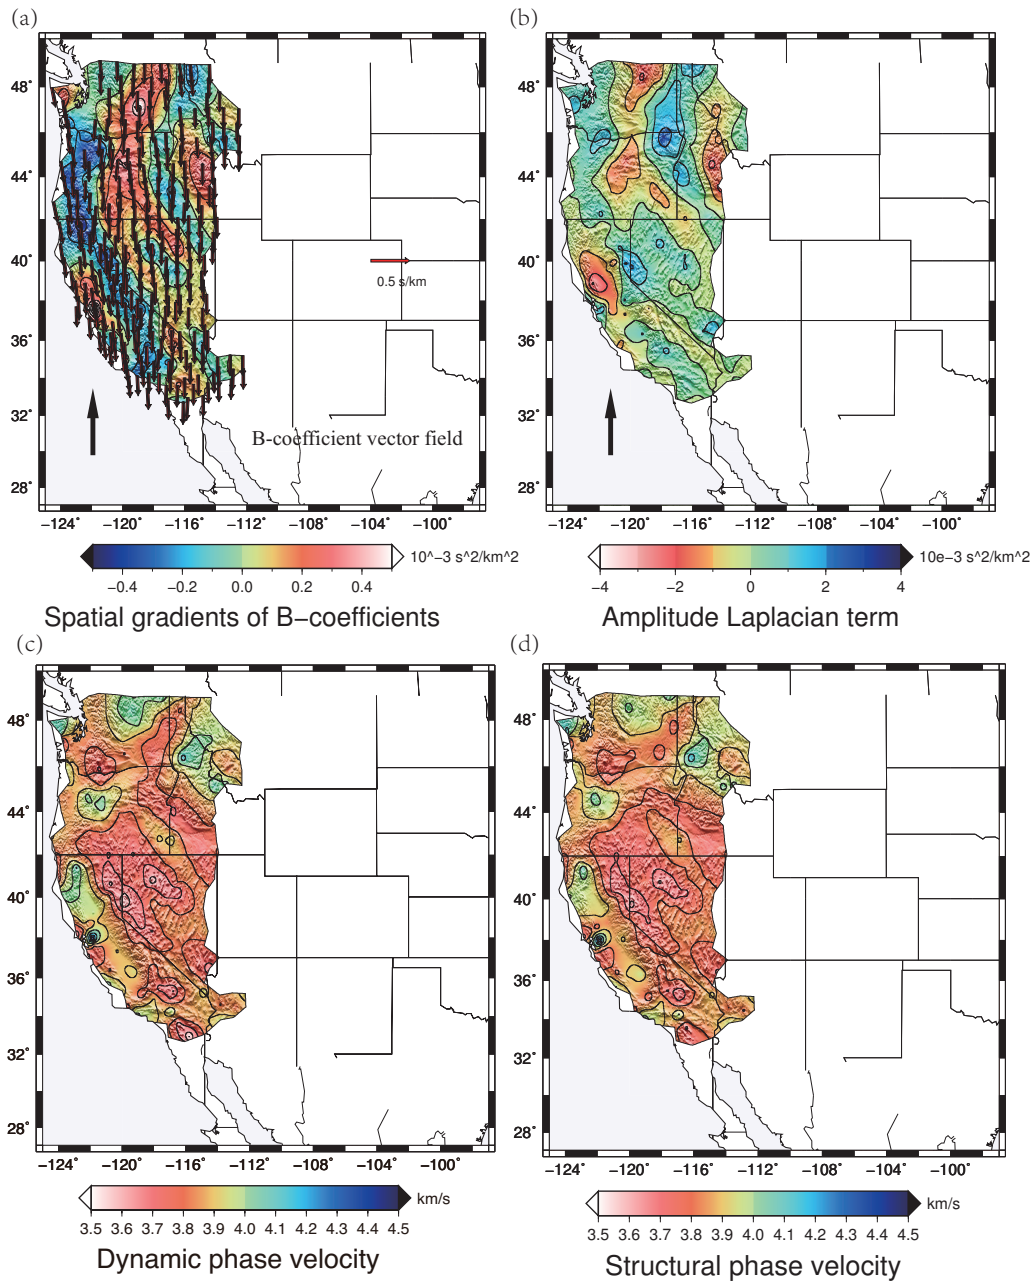 (a)
(b)
48°
44°
40°
36°
32°
28°
0.5 s/km
B-coefficient vector field
−124° −120° −116° −112° −108° −104° −100°
10^−3 s^2/km^2
−0.4 −0.2 0.0 0.2 0.4
Spatial gradients of B−coefficients
48°
44°
40°
36°
32°
28°
−124° −120° −116° −112° −108° −104° −100°
10e−3 s^2/km^2
−4 −2 0 2 4
Amplitude Laplacian term
(c)
(d)
48°
44°
40°
36°
32°
28°
−124° −120° −116° −112° −108° −104° −100°
km/s
3.5 3.6 3.7 3.8 3.9 4.0 4.1 4.2 4.3 4.4 4.5
Dynamic phase velocity
48°
44°
40°
36°
32°
28°
−124° −120° −116° −112° −108° −104° −100°
km/s
3.5 3.6 3.7 3.8 3.9 4.0 4.1 4.2 4.3 4.4 4.5
Structural phase velocity